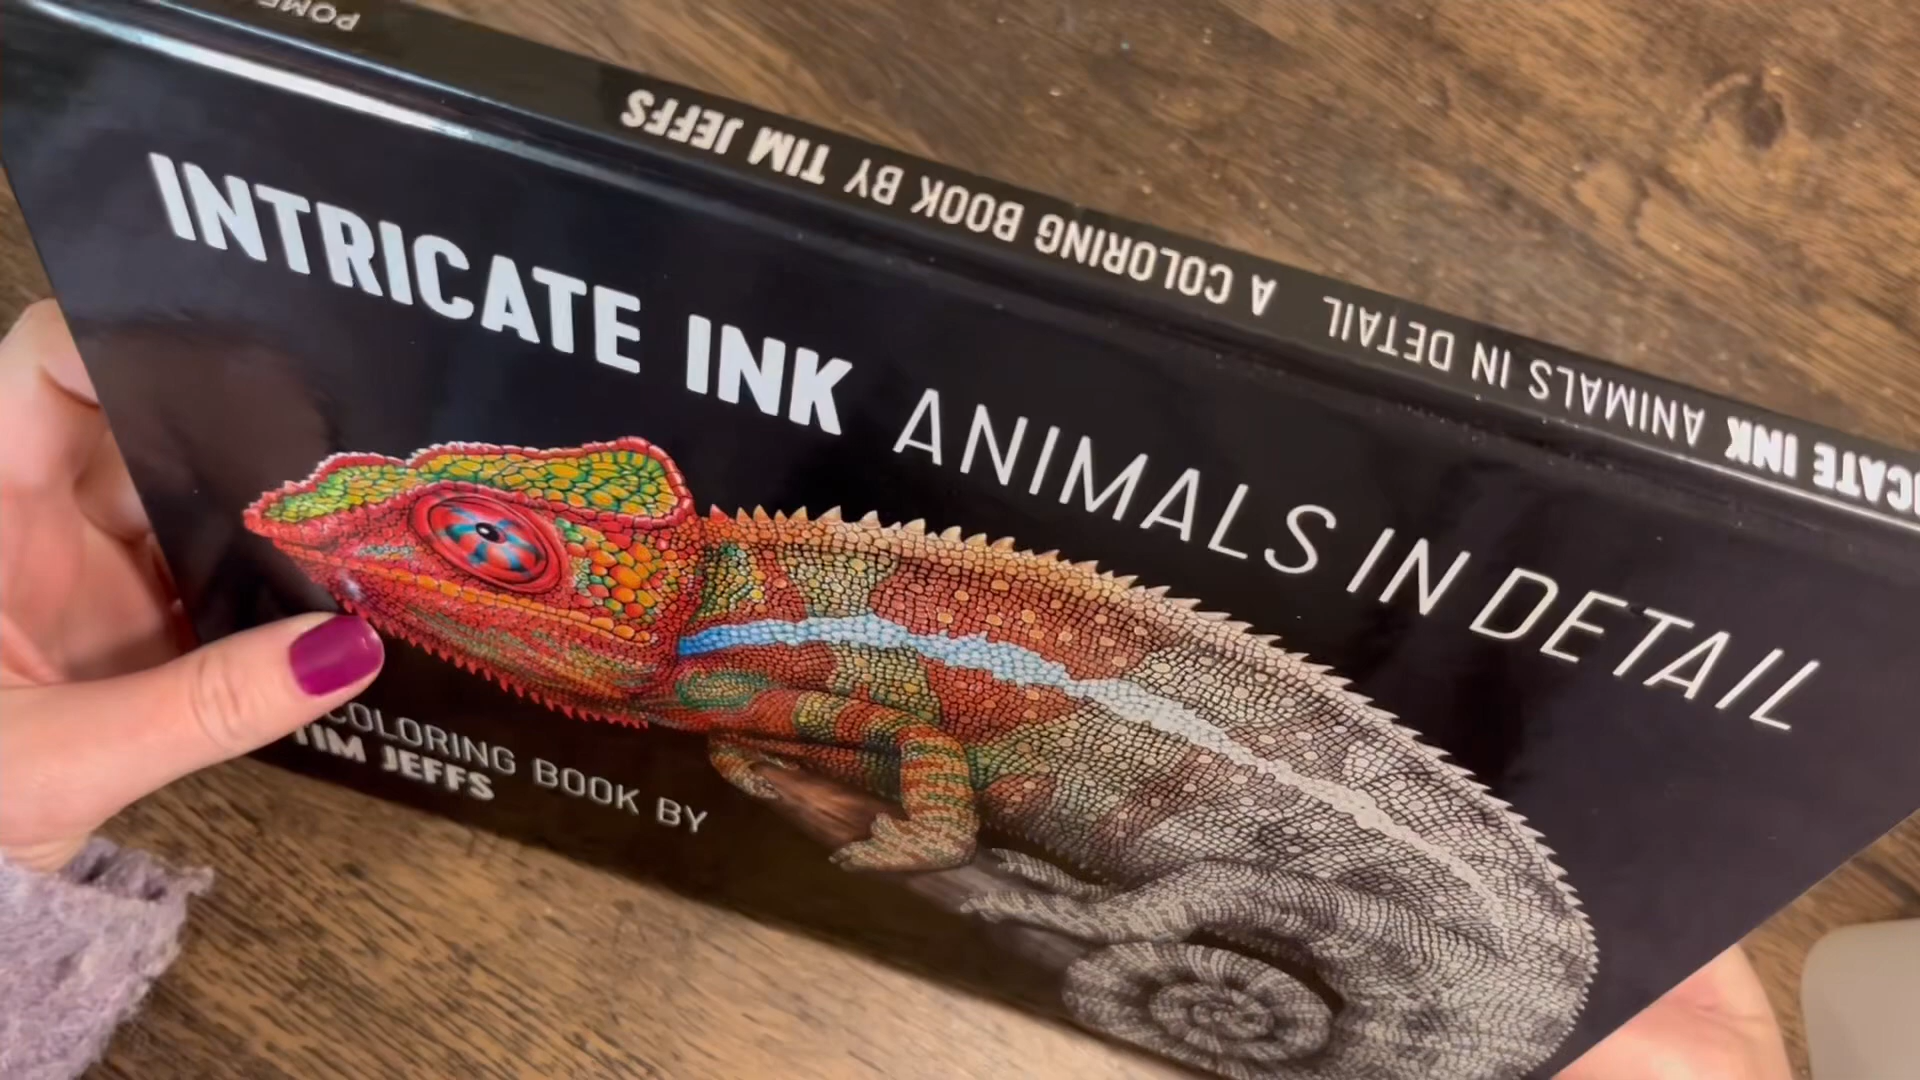 INTRICATE INK ANIMALS IN DETAIL
COLORING BOOK BY
TIM JEFFS
INK ANIMALS IN DETAIL A COLORING BOOK BY TIM JEFFS